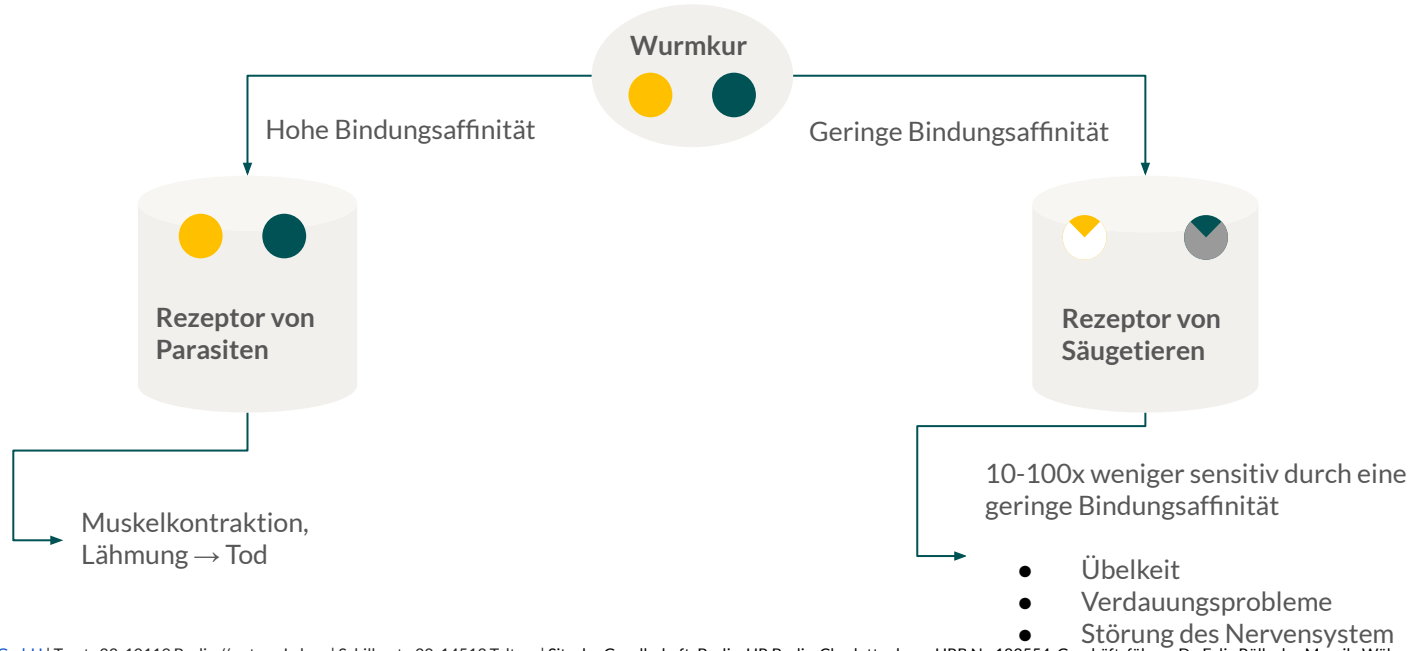 Wurmkur
Hohe Bindungsaffinität
Geringe Bindungsaffinität
Rezeptor von
Parasiten
Rezeptor von
Säugetieren
Muskelkontraktion,
Lähmung → Tod
10-100x weniger sensitiv durch eine
geringe Bindungsaffinität
● Übelkeit
● Verdauungsprobleme
● Störung des Nervensystem